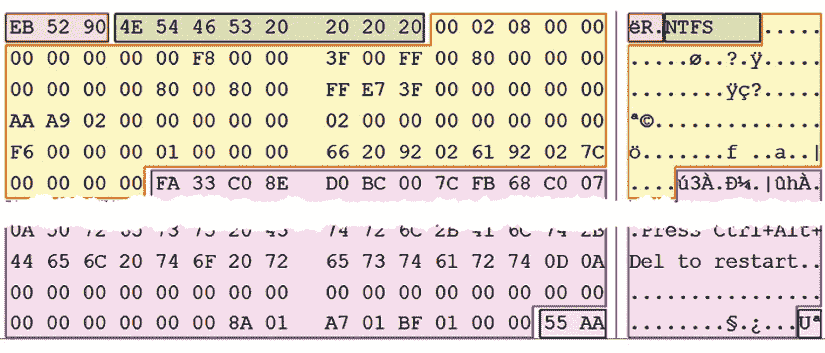 EB 52 90 4E 54 46 53 20 20 20 20 00 02 08 00 00 ëR.NTFS .....
00 00 00 00 00 F8 00 00 3F 00 FF 00 00 80 00 00 .....ø..?.ÿ.....
00 00 00 00 80 00 80 00 FF E7 3F 00 00 00 00 00 ........ÿç?.....
AA A9 02 00 00 00 00 00 02 00 00 00 00 00 00 00 ª©..............
F6 00 00 00 01 00 00 00 66 20 92 02 61 92 02 7C ö.......f ..a..|
00 00 00 00 FA 33 C0 8E D0 BC 00 7C FB 68 C0 07 ....ú3À.Ð¼.|ûhÀ.
0A 50 72 65 73 73 20 43 74 72 6C 2B 41 6C 74 2B .Press Ctrl+Alt+
44 65 6C 20 74 6F 20 72 65 73 74 61 72 74 0D 0A Del to restart..
00 00 00 00 00 00 00 00 00 00 00 00 00 00 00 00 ................
00 00 00 00 00 00 8A 01 A7 01 BF 01 00 00 55 AA ........§.¿...Uª